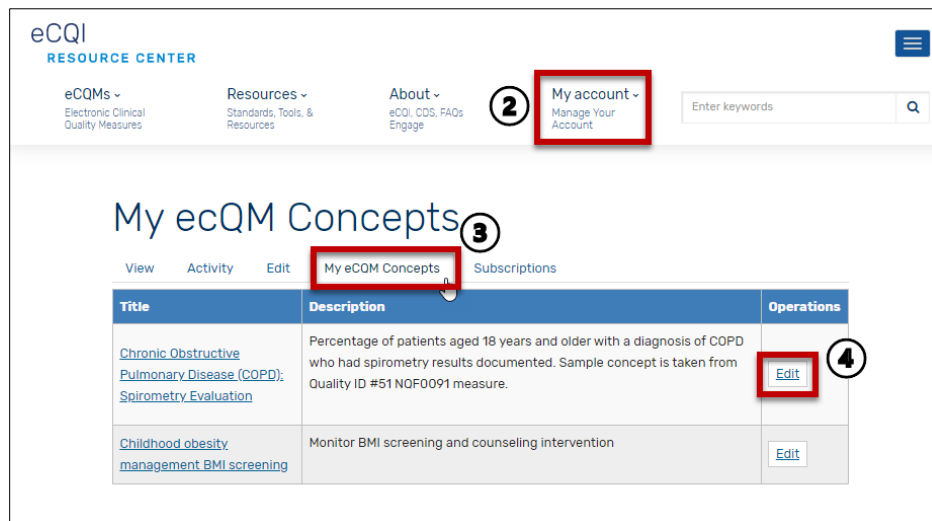 eCQI
RESOURCE CENTER
eCQMs
Electronic Clinical
Quality Measures
Resources
Standards, Tools, &
Resources
About
eCQI, CDS, FAQs
Engage
2
My account
Manage Your
Account
Enter keywords
My ecQM Concepts
3
View Activity Edit My eCQM Concepts Subscriptions
Title Description Operations
Chronic Obstructive
Pulmonary Disease (COPD):
Spirometry Evaluation
Percentage of patients aged 18 years and older with a diagnosis of COPD
who had spirometry results documented. Sample concept is taken from
Quality ID #51 NQF0091 measure.
Edit
4
Childhood obesity
management BMI screening
Monitor BMI screening and counseling intervention
Edit